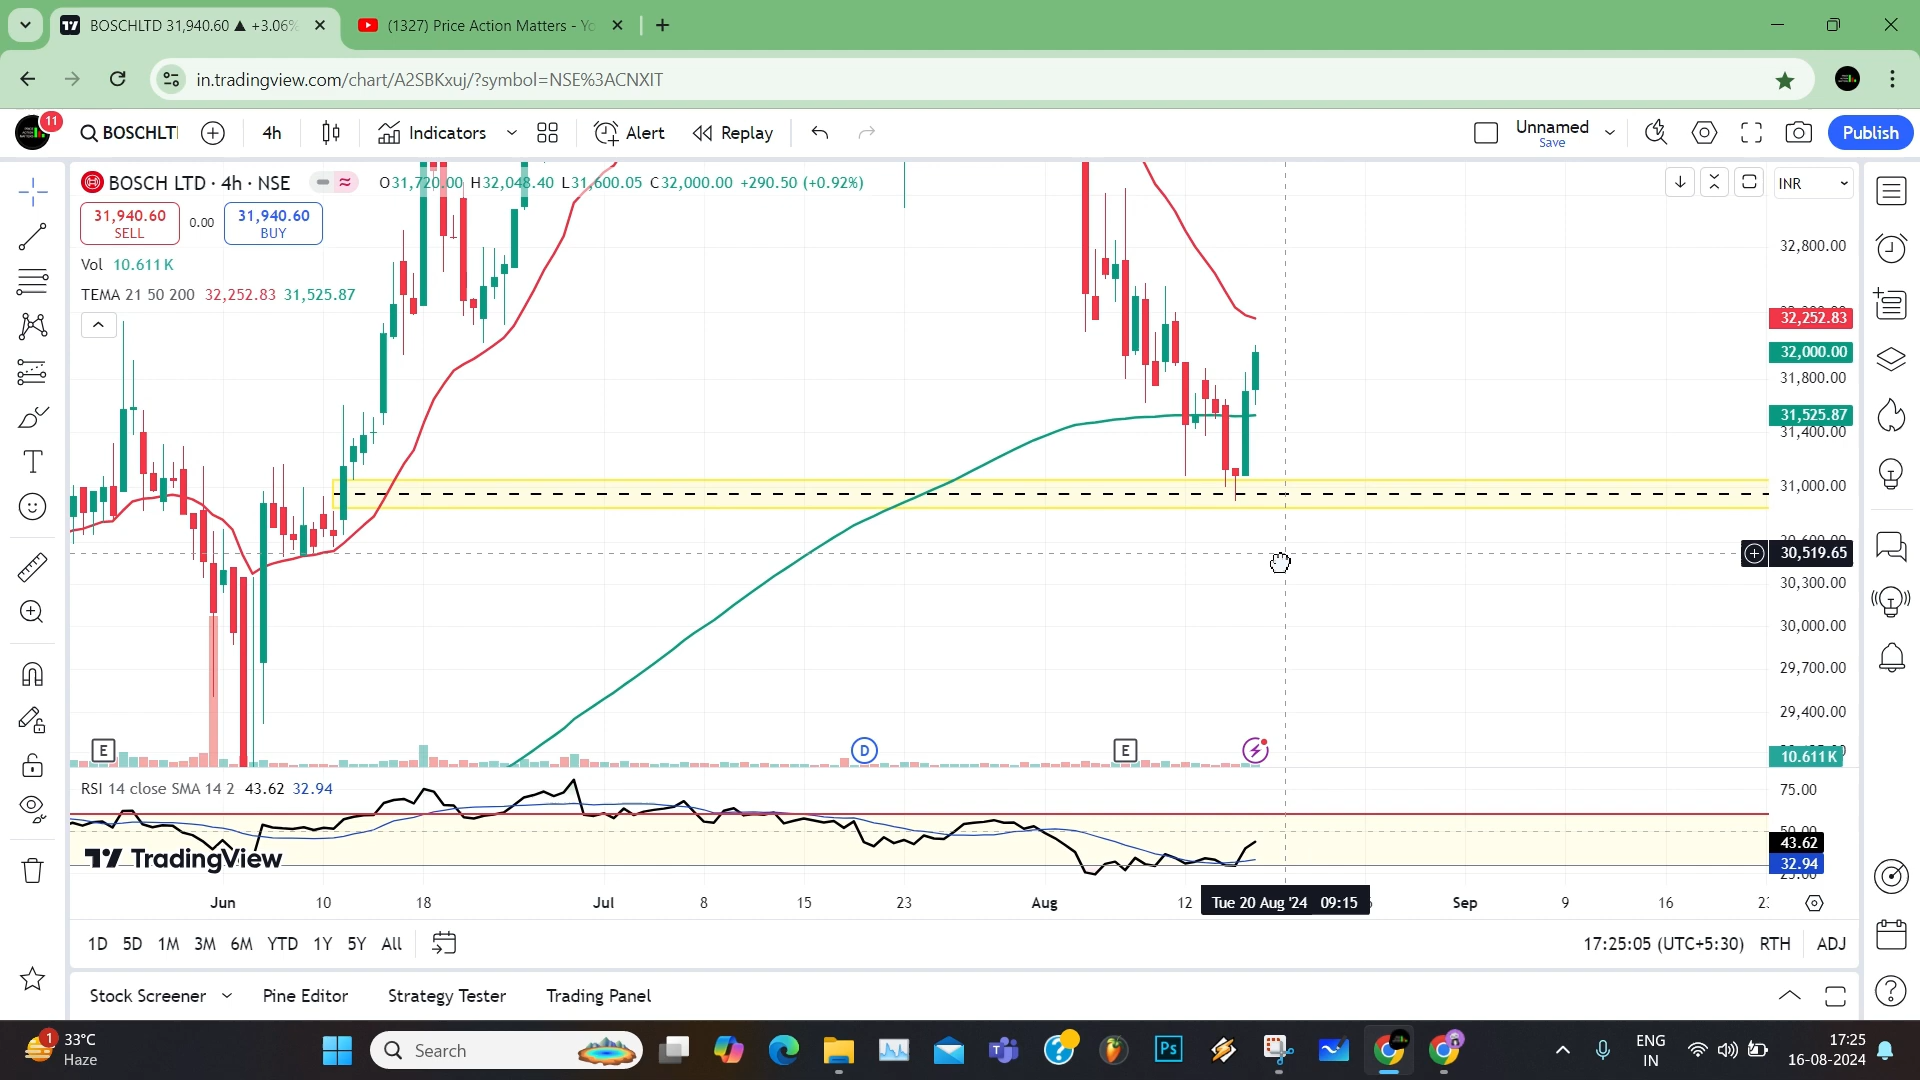 BOSCHLTD 31,940.60 ▲ +3.06%
(1327) Price Action Matters - Yo
in.tradingview.com/chart/A2SBKxuj/?symbol=NSE%3ACNXIT
11
BOSCHLT
4h
Indicators
Alert
Replay
Unnamed
Save
Publish
BOSCH LTD · 4h · NSE
O31,720.00 H32,048.40 L31,600.05 C32,000.00 +290.50 (+0.92%)
INR
31,940.60
SELL
0.00
31,940.60
BUY
Vol 10.611K
TEMA 21 50 200 32,252.83 31,525.87
32,800.00
32,252.83
32,000.00
31,800.00
31,525.87
31,400.00
31,000.00
30,519.65
30,300.00
30,000.00
29,700.00
29,400.00
10.611K
E
D
E
RSI 14 close SMA 14 2 43.62 32.94
75.00
50.00
43.62
32.94
25.00
TradingView
Jun 10 18 Jul 8 15 23 Aug 12 Tue 20 Aug '24 09:15 Sep 9 16
1D 5D 1M 3M 6M YTD 1Y 5Y All
17:25:05 (UTC+5:30) RTH ADJ
Stock Screener Pine Editor Strategy Tester Trading Panel
1
33°C
Haze
Search
Ps
ENG
IN
17:25
16-08-2024